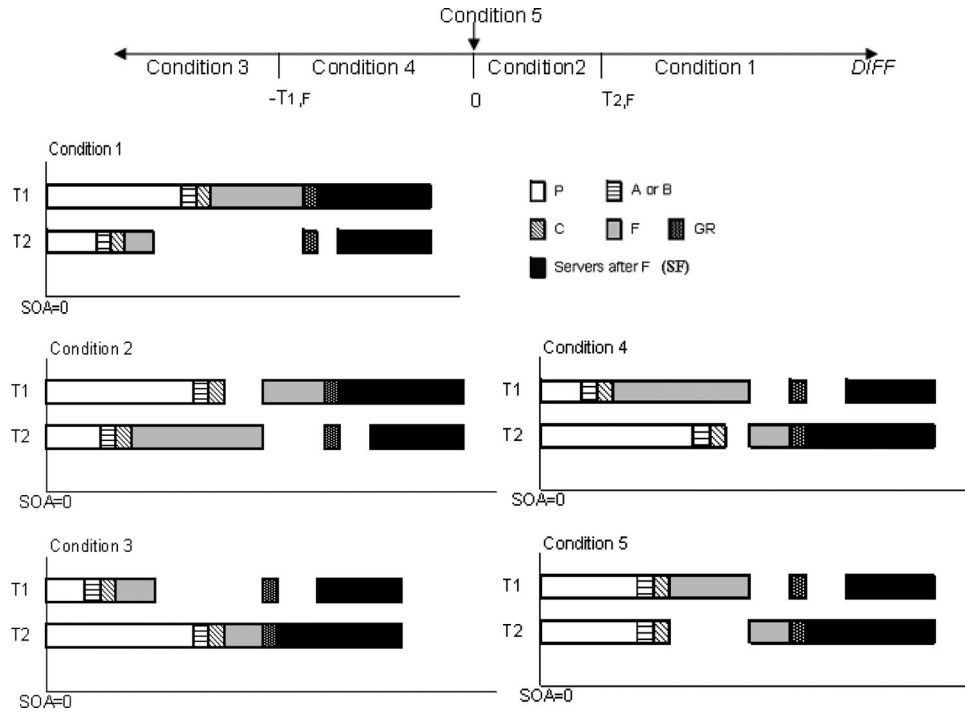 Condition 5
Condition 3
Condition 4
Condition2
Condition 1
DIFF
-T1,F
0
T2,F
Condition 1
T1
T2
SOA=0
P
A or B
C
F
GR
Servers after F (SF)
Condition 2
T1
T2
SOA=0
Condition 4
T1
T2
SOA=0
Condition 3
T1
T2
SOA=0
Condition 5
T1
T2
SOA=0